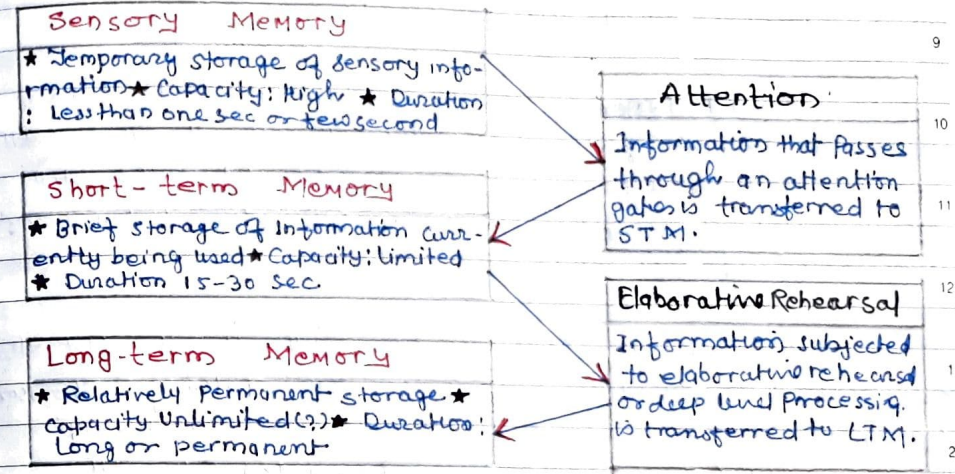 Sensory Memory
★ Temporary storage of sensory info-
rmation ★ Capacity: High ★ Duration
: Less than one sec or few second
Attention
Information that Passes
through an attention
gates is transferred to
STM.
Short-term Memory
★ Brief storage of Information curr-
ently being used ★ Capacity: limited
★ Duration 15-30 sec.
Elaborative Rehearsal
Information subjected
to elaborative rehearsal
or deep level Processig.
is transferred to LTM.
Long-term Memory
★ Relatively Permanent storage ★
capacity Unlimited(?) ★ Duration:
Long or permanent
9
10
11
12
1
2